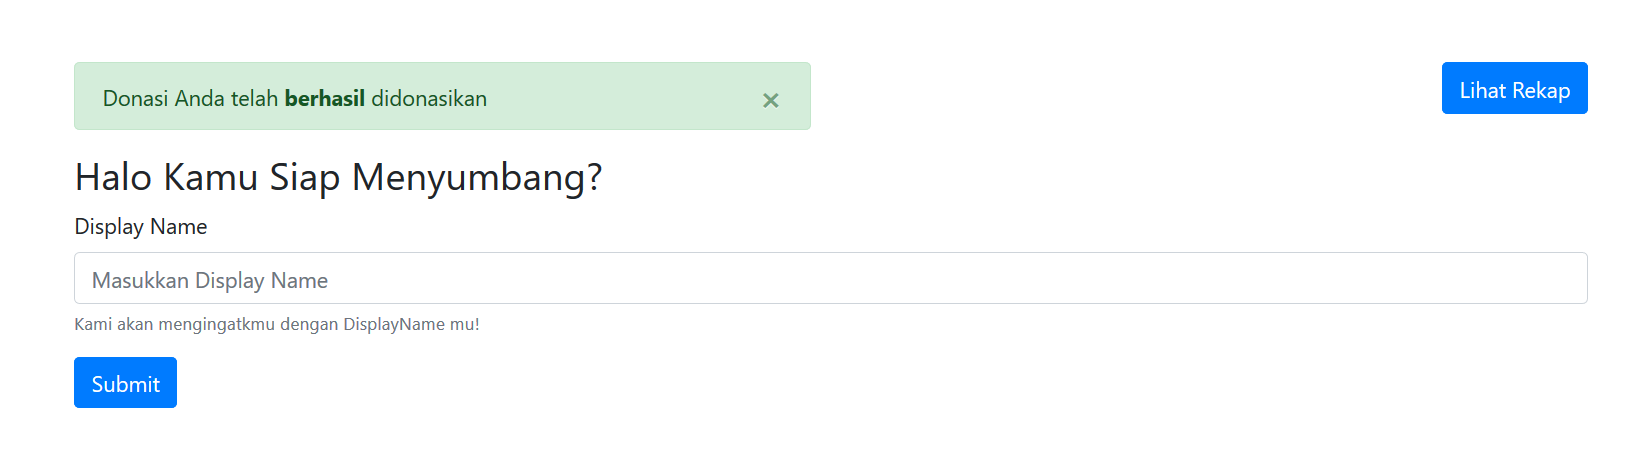 Donasi Anda telah berhasil didonasikan ×
Lihat Rekap
Halo Kamu Siap Menyumbang?
Display Name
Masukkan Display Name
Kami akan mengingatkmu dengan DisplayName mu!
Submit